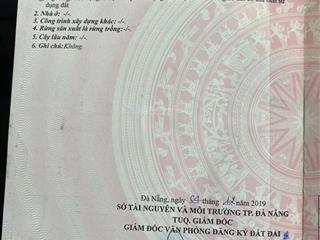 dụng đất
2. Nhà ở: -/-.
3. Công trình xây dựng khác: -/-.
4. Rừng sản xuất là rừng trồng: -/-.
5. Cây lâu năm: -/-.
6. Ghi chú: Không.
Đà Nẵng, ngày 04 tháng 12 năm 2019
SỞ TÀI NGUYÊN VÀ MÔI TRƯỜNG TP. ĐÀ NẴNG
TUQ. GIÁM ĐỐC
GIÁM ĐỐC VĂN PHÒNG ĐĂNG KÝ ĐẤT ĐAI